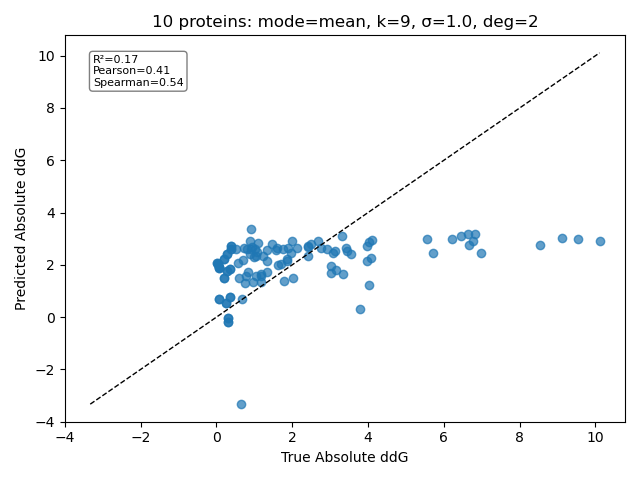 10 proteins: mode=mean, k=9, σ=1.0, deg=2
R²=0.17
Pearson=0.41
Spearman=0.54
Predicted Absolute ddG
10
8
6
4
2
0
−2
−4
−4
−2
0
2
4
6
8
10
True Absolute ddG